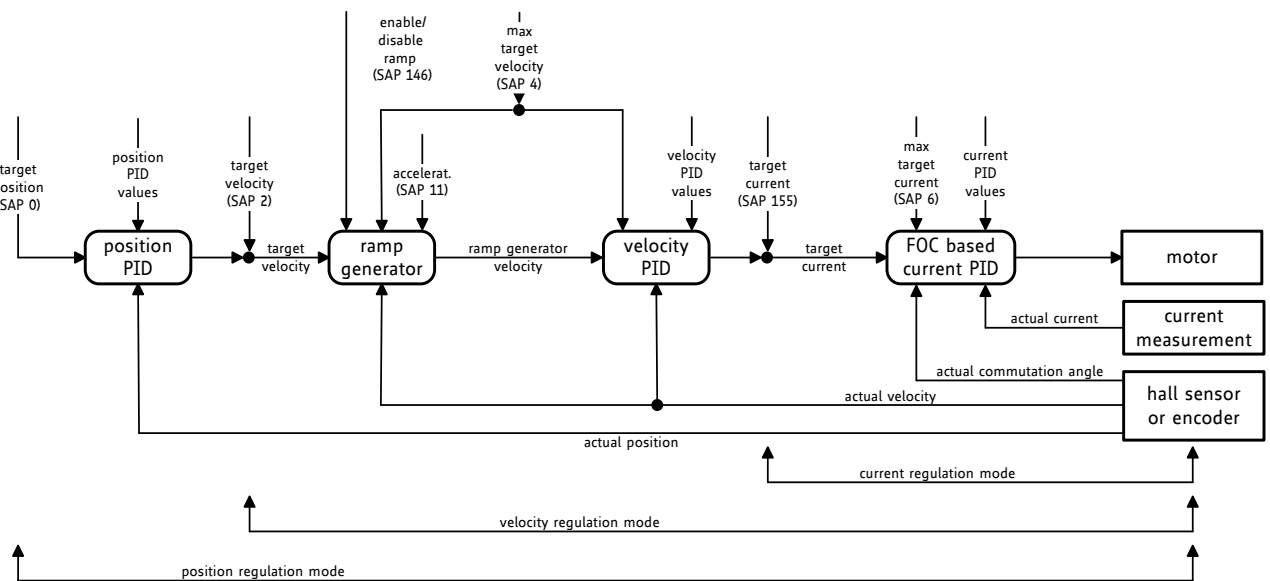 enable/
disable
ramp
(SAP 146)
max
target
velocity
(SAP 4)
target
osition
SAP 0)
position
PID
values
target
velocity
(SAP 2)
accelerat.
(SAP 11)
velocity
PID
values
target
current
(SAP 155)
max
target
current
(SAP 6)
current
PID
values
position
PID
target
velocity
ramp
generator
ramp generator
velocity
velocity
PID
target
current
FOC based
current PID
motor
actual current
current
measurement
actual commutation angle
hall sensor
or encoder
actual velocity
actual position
current regulation mode
velocity regulation mode
position regulation mode